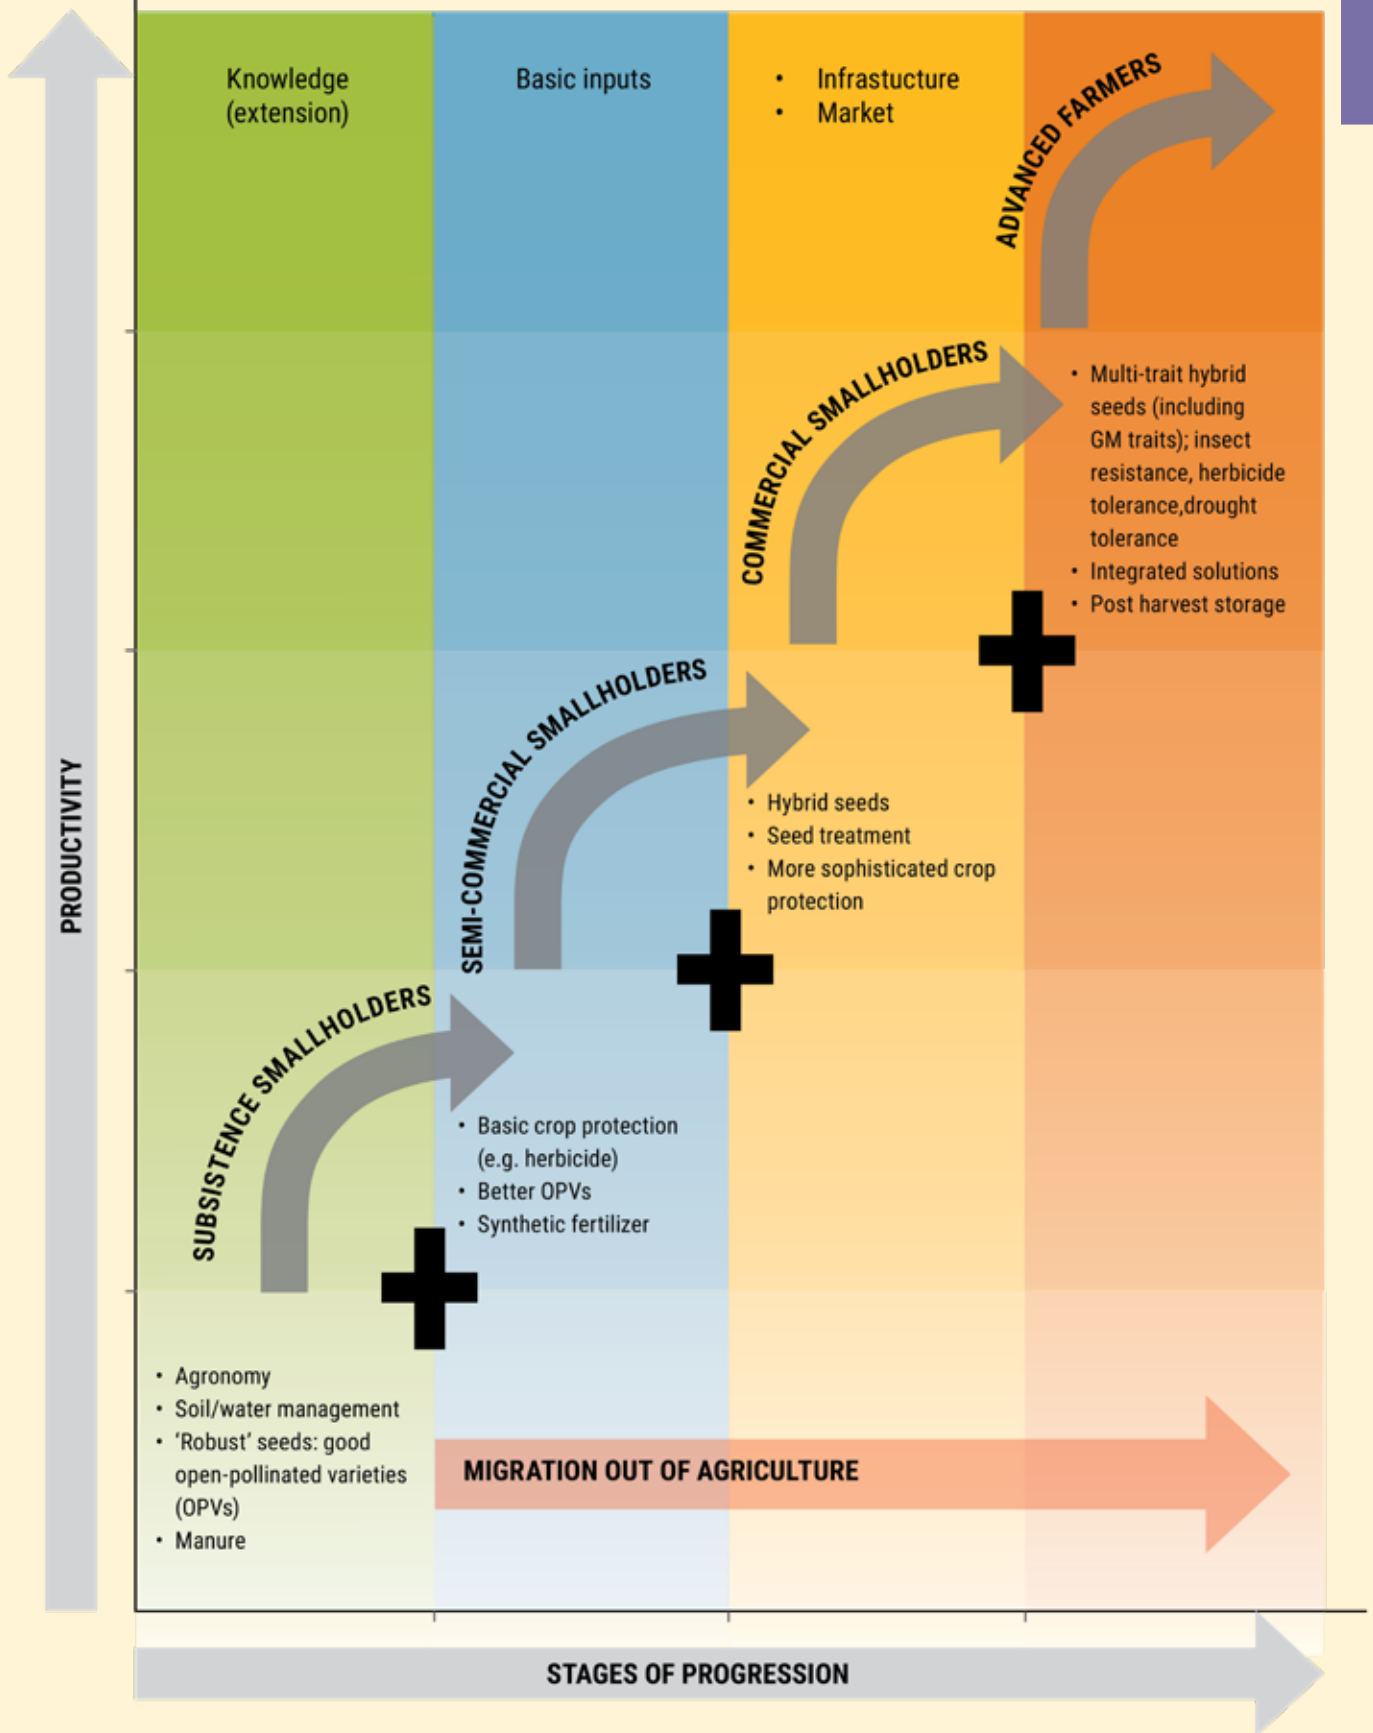 Knowledge
(extension)
Basic inputs
• Infrastucture
• Market
ADVANCED FARMERS
COMMERCIAL SMALLHOLDERS
• Multi-trait hybrid
seeds (including
GM traits); insect
resistance, herbicide
tolerance,drought
tolerance
• Integrated solutions
• Post harvest storage
SEMI-COMMERCIAL SMALLHOLDERS
• Hybrid seeds
• Seed treatment
• More sophisticated crop
protection
SUBSISTENCE SMALLHOLDERS
• Basic crop protection
(e.g. herbicide)
• Better OPVs
• Synthetic fertilizer
• Agronomy
• Soil/water management
• ‘Robust’ seeds: good
open-pollinated varieties
(OPVs)
• Manure
MIGRATION OUT OF AGRICULTURE
PRODUCTIVITY
STAGES OF PROGRESSION